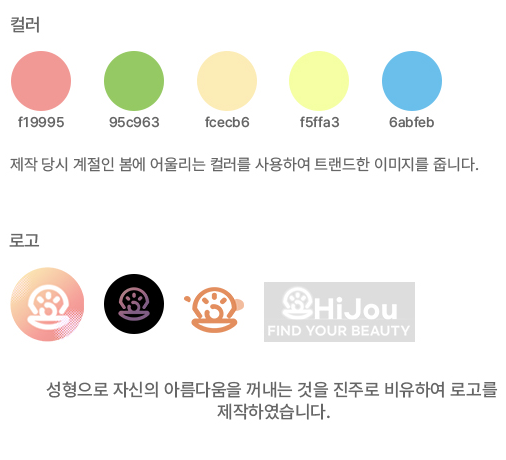 컬러
f19995
95c963
fcecb6
f5ffa3
6abfeb
제작 당시 계절인 봄에 어울리는 컬러를 사용하여 트랜드한 이미지를 줍니다.
로고
HiJou
FIND YOUR BEAUTY
성형으로 자신의 아름다움을 꺼내는 것을 진주로 비유하여 로고를
제작하였습니다.